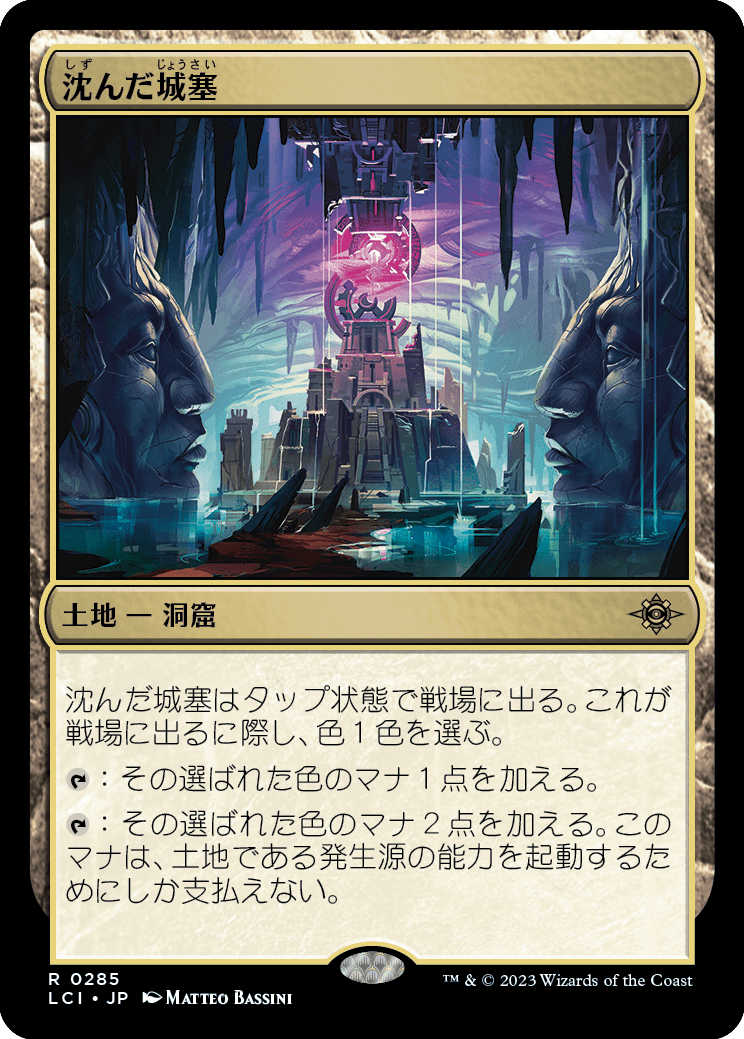 しず じょうさい
沈んだ城塞
土地 — 洞窟
沈んだ城塞はタップ状態で戦場に出る。これが
戦場に出るに際し、色１色を選ぶ。
：その選ばれた色のマナ１点を加える。
：その選ばれた色のマナ２点を加える。この
マナは、土地である発生源の能力を起動するた
めにしか支払えない。
R 0285
LCI • JP MATTEO BASSINI
™ & © 2023 Wizards of the Coast